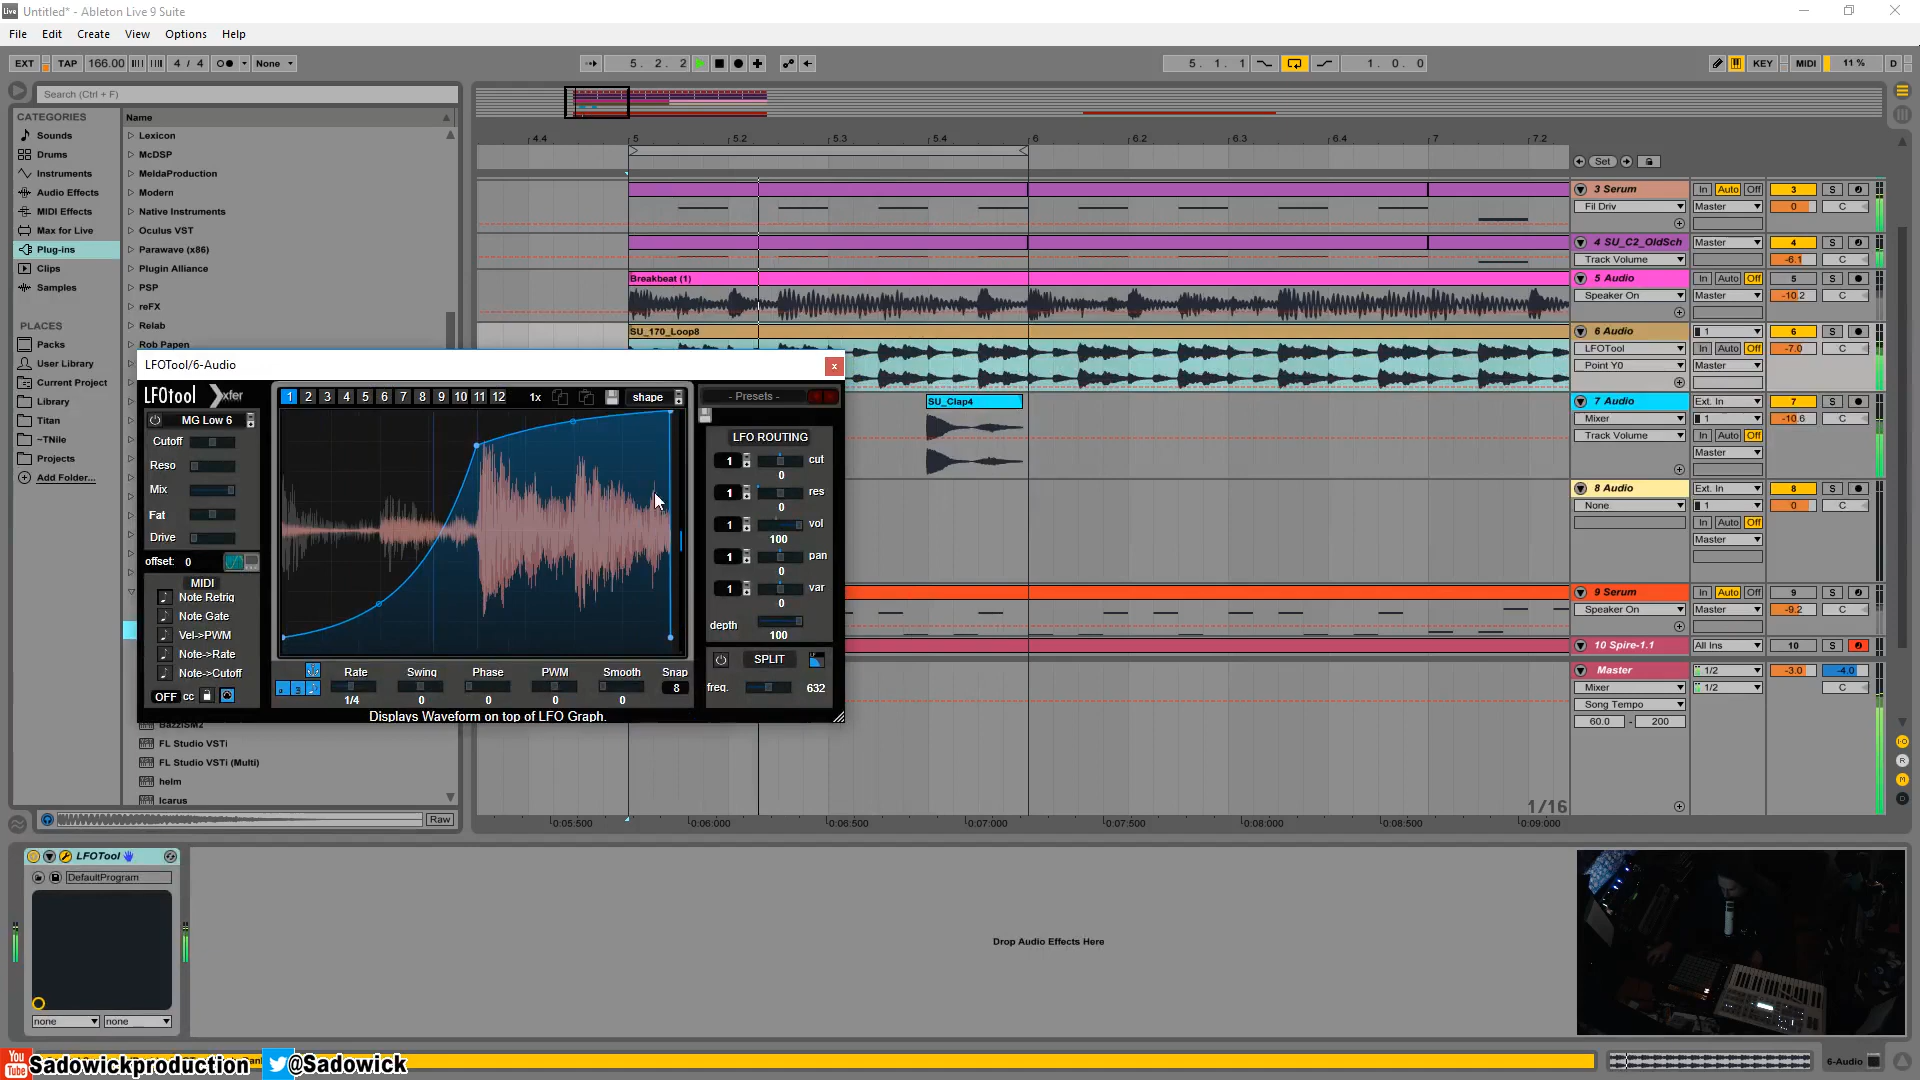 Live Untitled* - Ableton Live 9 Suite
File Edit Create View Options Help
EXT TAP 166.00 4 / 4 None 5. 2. 2 5. 1. 1 1. 0. 0 KEY MIDI 11 % D
Search (Ctrl + F)
CATEGORIES
Sounds
Drums
Instruments
Audio Effects
MIDI Effects
Max for Live
Plug-ins
Clips
Samples
PLACES
Packs
User Library
Current Project
Library
Titan
~TNile
Projects
Add Folder...
Name
Lexicon
McDSP
MeldaProduction
Modern
Native Instruments
Oculus VST
Parawave (x86)
Plugin Alliance
PSP
reFX
Relab
Rob Papen
FL Studio VSTi
FL Studio VSTi (Multi)
helm
Icarus
Raw
4.4 5 5.2 5.3 5.4 6 6.2 6.3 6.4 7 7.2
Set
Breakbeat (1)
SU_170_Loop8
SU_Clap4
3 Serum In Auto Off 3 S
Fil Driv Master 0 C
4 SU_C2_OldSch Master 4 S
Track Volume -6.1 C
5 Audio In Auto Off 5 S
Speaker On Master -10.2 C
6 Audio 1 6 S
LFOTool In Auto Off -7.0 C
Point Y0 Master
7 Audio Ext. In 7 S
Mixer 1 -10.6 C
Track Volume In Auto Off
Master
8 Audio Ext. In 8 S
None 1 0 C
In Auto Off
Master
9 Serum In Auto Off 9 S
Speaker On Master -9.2 C
10 Spire-1.1 All Ins 10 S
Master 1/2 -3.0 -4.0
Mixer 1/2 C
Song Tempo
60.0 - 200
1/16
0:05:500 0:06:000 0:06:500 0:07:000 0:07:500 0:08:000 0:08:500 0:09:000
LFOTool/6-Audio x
LFOtool xfer
1 2 3 4 5 6 7 8 9 10 11 12 1x shape
- Presets -
MG Low 6
Cutoff
Reso
Mix
Fat
Drive
offset: 0
MIDI
Note Retrig
Note Gate
Vel->PWM
Note->Rate
Note->Cutoff
OFF cc
LFO ROUTING
1 cut
0
1 res
0
1 vol
100
1 pan
0
1 var
0
depth
100
SPLIT
freq. 632
Rate Swing Phase PWM Smooth Snap
1/4 0 0 0 0 8
Displays Waveform on top of LFO Graph.
LFOTool
DefaultProgram
none none
Drop Audio Effects Here
You Tube Sadowickproduction @Sadowick
6-Audio